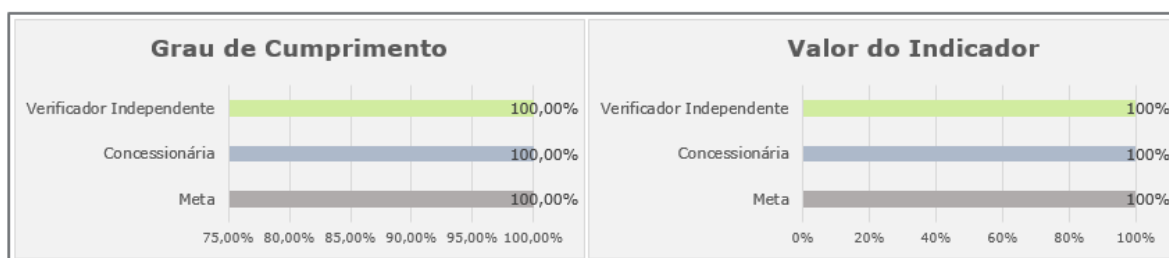 Grau de Cumprimento
Verificador Independente 100,00%
Concessionária 100,00%
Meta 100,00%
75,00% 80,00% 85,00% 90,00% 95,00% 100,00%
Valor do Indicador
Verificador Independente 100%
Concessionária 100%
Meta 100%
0% 20% 40% 60% 80% 100%